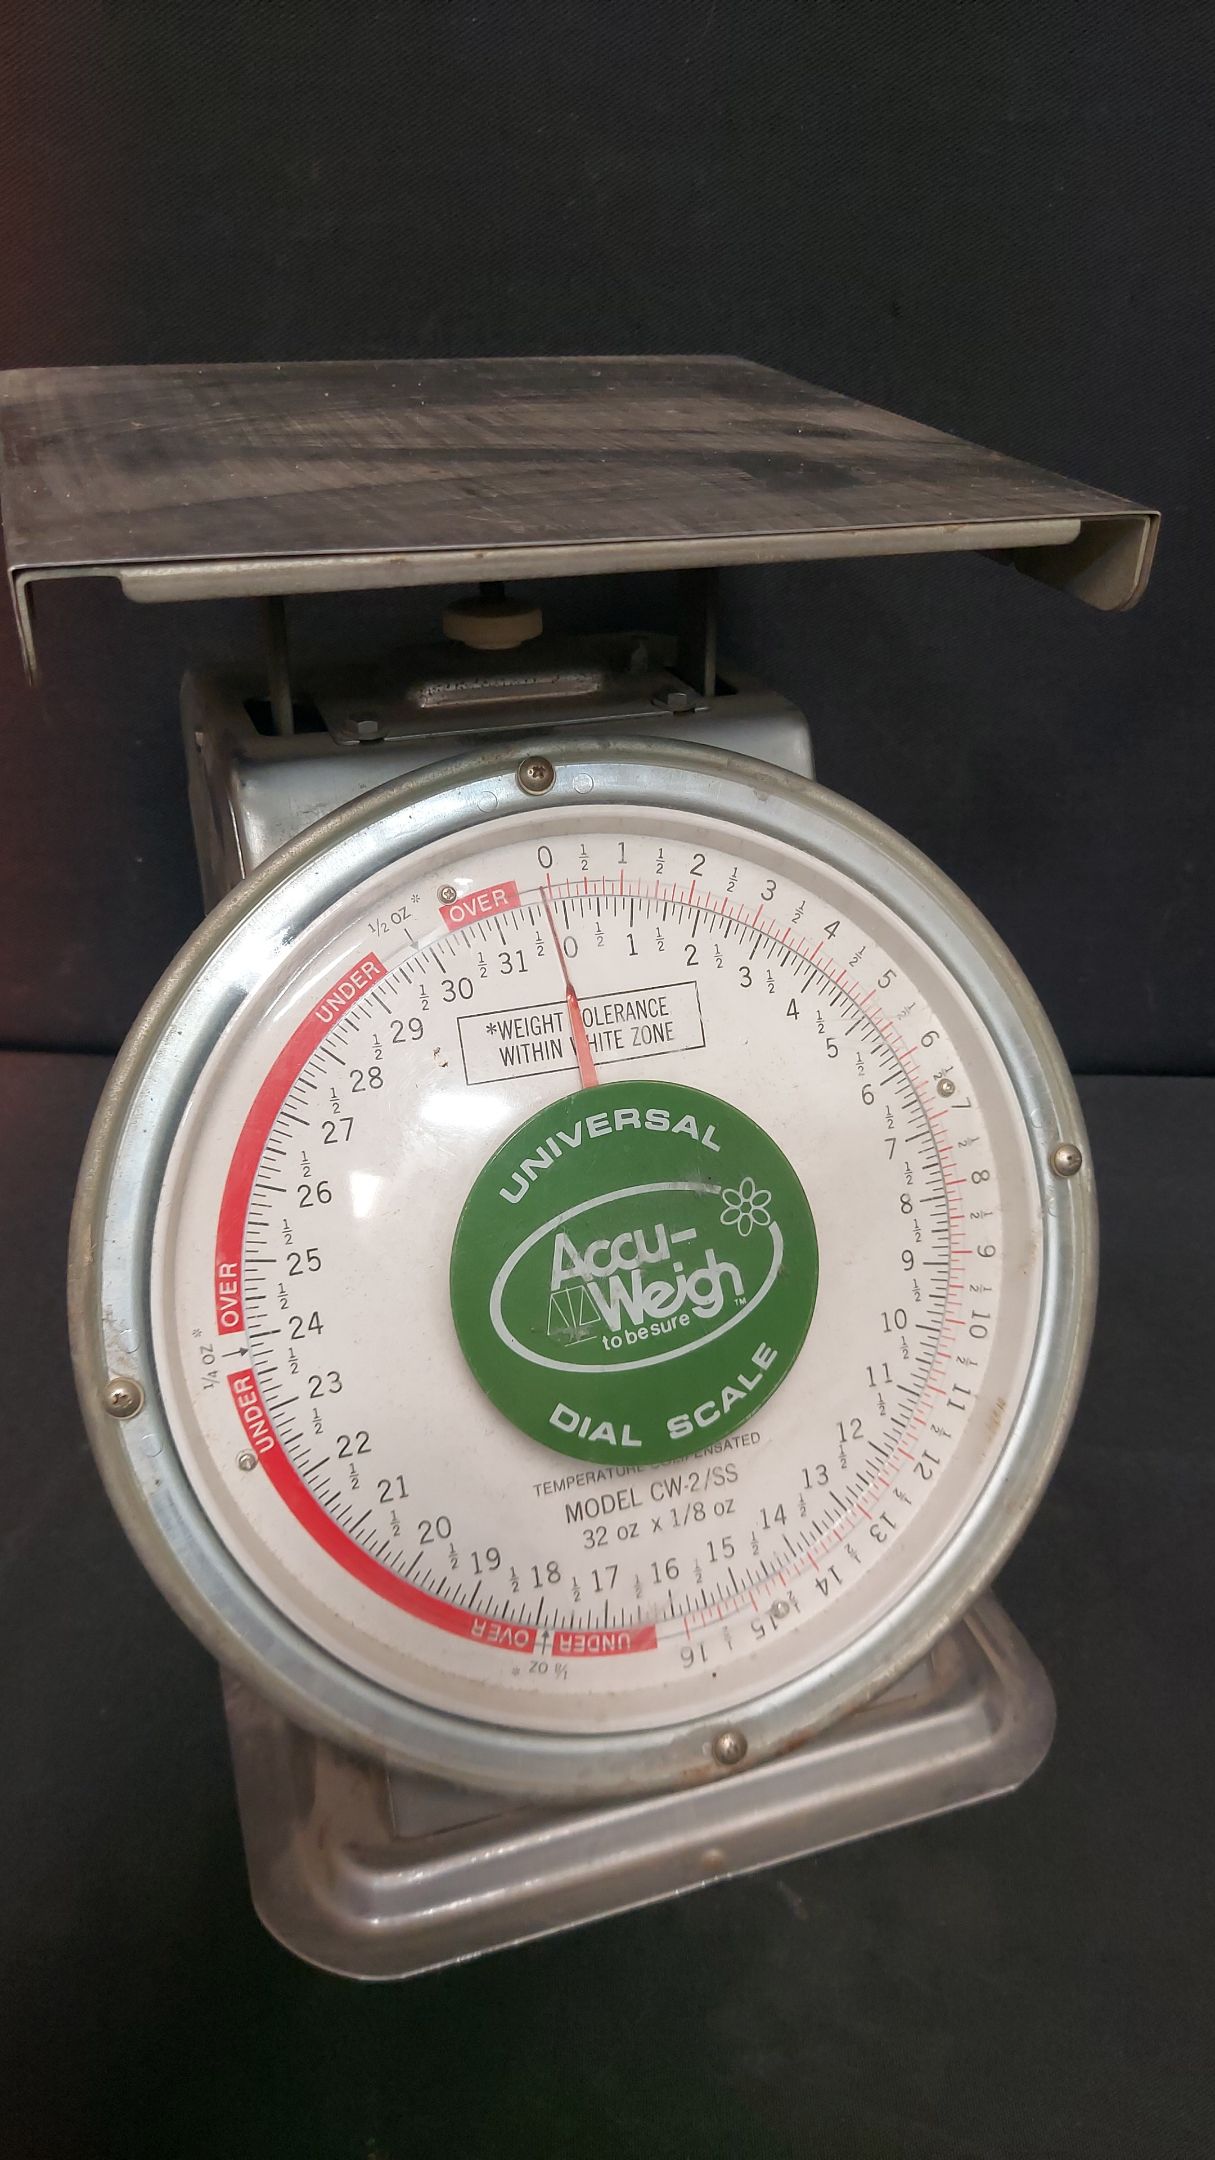 0 ½ 1 ½ 2 ½ 3 ½ 4 ½ 5 ½ 6 ½ 7 ½ 8 ½ 9 ½ 10 ½ 11 ½ 12 ½ 13 ½ 14 ½ 15 ½ 16
0 ½ 1 ½ 2 ½ 3 ½ 4 ½ 5 ½ 6 ½ 7 ½ 8 ½ 9 ½ 10 ½ 11 ½ 12 ½ 13 ½ 14 ½ 15 ½ 16 ½ 17 ½ 18 ½ 19 ½ 20 ½ 21 ½ 22 ½ 23 ½ 24 ½ 25 ½ 26 ½ 27 ½ 28 ½ 29 ½ 30 ½ 31 ½
OVER
1/2 OZ *
UNDER
OVER
1/4 OZ *
UNDER
OVER
1/8 OZ *
UNDER
*WEIGHT TOLERANCE
WITHIN WHITE ZONE
UNIVERSAL
Accu-
Weigh™
to be sure
DIAL SCALE
TEMPERATURE COMPENSATED
MODEL CW-2/SS
32 oz x 1/8 oz